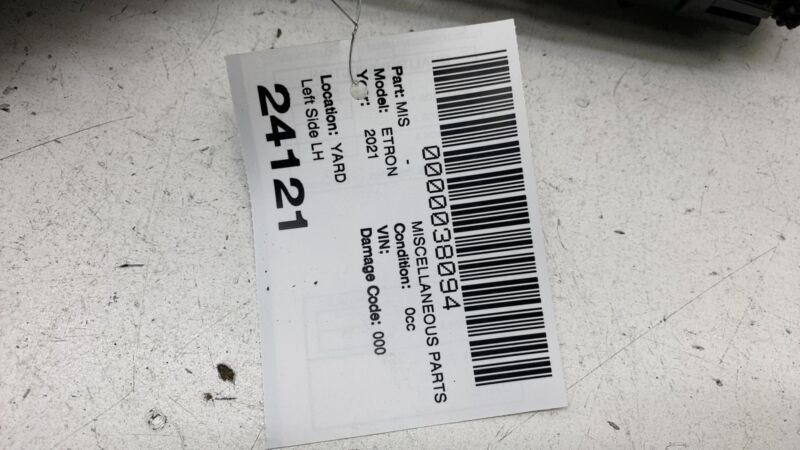 0000038094
Part: MIS - MISCELLANEOUS PARTS
Model: ETRON Condition: 0cc
Year: 2021 VIN:
Damage Code: 000
Location: YARD
Left Side LH
24121